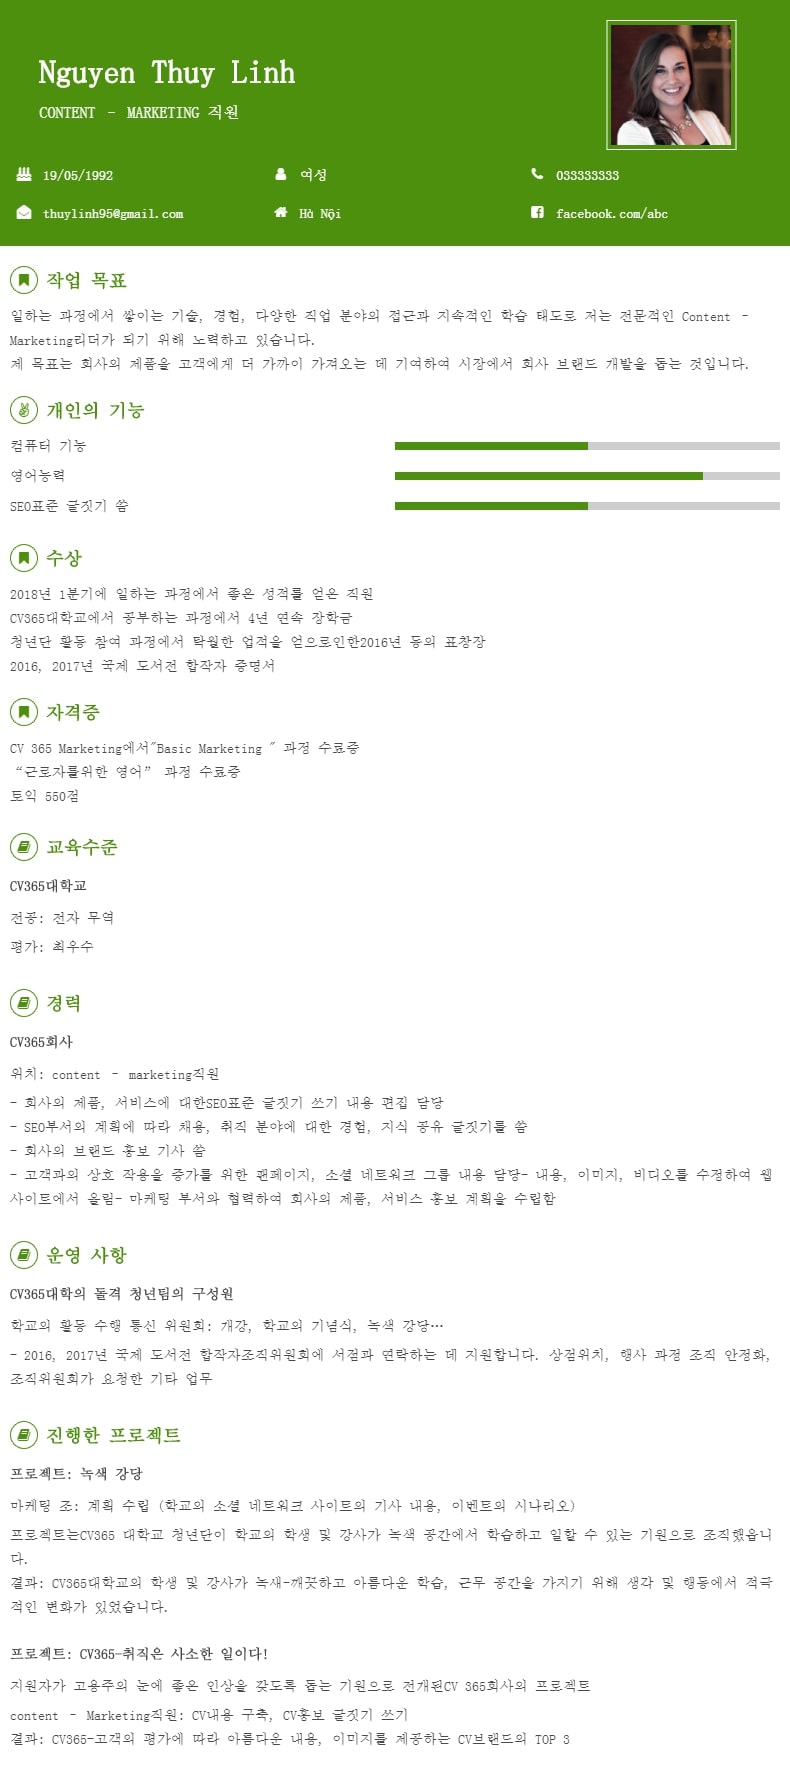 Nguyen Thuy Linh
CONTENT - MARKETING 직원
19/05/1992
여성
033333333
thuylinh95@gmail.com
Hà Nội
facebook.com/abc
작업 목표
일하는 과정에서 쌓이는 기술, 경험, 다양한 직업 분야의 접근과 지속적인 학습 태도로 저는 전문적인 Content -
Marketing리더가 되기 위해 노력하고 있습니다.
제 목표는 회사의 제품을 고객에게 더 가까이 가져오는 데 기여하여 시장에서 회사 브랜드 개발을 돕는 것입니다.
개인의 기능
컴퓨터 기능
영어능력
SEO표준 글짓기 씀
수상
2018년 1분기에 일하는 과정에서 좋은 성적를 얻은 직원
CV365대학교에서 공부하는 과정에서 4년 연속 장학금
청년단 활동 참여 과정에서 탁월한 업적을 얻으로인한2016년 동의 표창장
2016, 2017년 국제 도서전 합작자 증명서
자격증
CV 365 Marketing에서"Basic Marketing " 과정 수료증
“근로자를위한 영어” 과정 수료증
토익 550점
교육수준
CV365대학교
전공: 전자 무역
평가: 최우수
경력
CV365회사
위치: content - marketing직원
- 회사의 제품, 서비스에 대한SEO표준 글짓기 쓰기 내용 편집 담당
- SEO부서의 계획에 따라 채용, 취직 분야에 대한 경험, 지식 공유 글짓기를 씀
- 회사의 브랜드 홍보 기사 씀
- 고객과의 상호 작용을 증가를 위한 팬페이지, 소셜 네트워크 그룹 내용 담당- 내용, 이미지, 비디오를 수정하여 웹
사이트에서 올림- 마케팅 부서와 협력하여 회사의 제품, 서비스 홍보 계획을 수립함
운영 사항
CV365대학의 돌격 청년팀의 구성원
학교의 활동 수행 통신 위원회: 개강, 학교의 기념식, 녹색 강당…
- 2016, 2017년 국제 도서전 합작자조직위원회에 서점과 연락하는 데 지원합니다. 상점위치, 행사 과정 조직 안정화,
조직위원회가 요청한 기타 업무
진행한 프로젝트
프로젝트: 녹색 강당
마케팅 조: 계획 수립 (학교의 소셜 네트워크 사이트의 기사 내용, 이벤트의 시나리오)
프로젝트는CV365 대학교 청년단이 학교의 학생 및 강사가 녹색 공간에서 학습하고 일할 수 있는 기원으로 조직했읍니
다.
결과: CV365대학교의 학생 및 강사가 녹새-깨끗하고 아름다운 학습, 근무 공간을 가지기 위해 생각 및 행동에서 적극
적인 변화가 있었습니다.
프로젝트: CV365-취직은 사소한 일이다!
지원자가 고용주의 눈에 좋은 인상을 갖도록 돕는 기원으로 전개된CV 365회사의 프로젝트
content - Marketing직원: CV내용 구축, CV홍보 글짓기 쓰기
결과: CV365-고객의 평가에 따라 아름다운 내용, 이미지를 제공하는 CV브랜드의 TOP 3